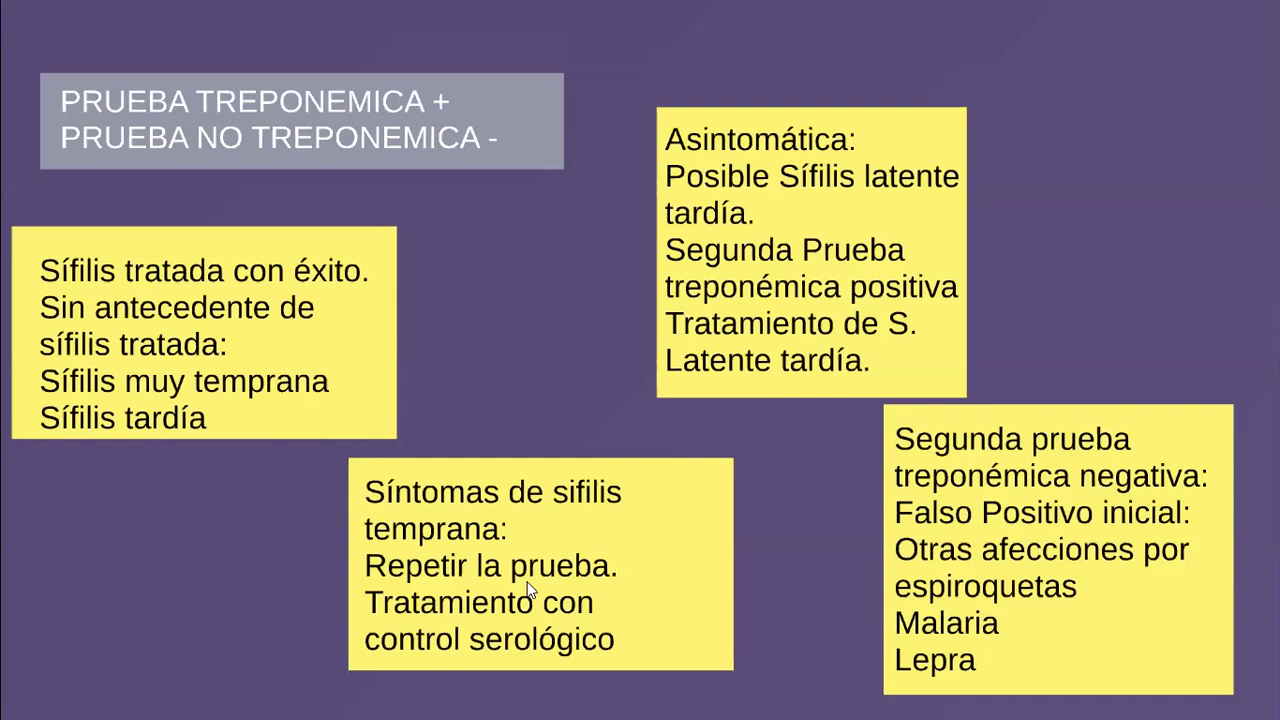 PRUEBA TREPONEMICA +
PRUEBA NO TREPONEMICA -
Sífilis tratada con éxito.
Sin antecedente de
sífilis tratada:
Sífilis muy temprana
Sífilis tardía
Síntomas de sifilis
temprana:
Repetir la prueba.
Tratamiento con
control serológico
Asintomática:
Posible Sífilis latente
tardía.
Segunda Prueba
treponémica positiva
Tratamiento de S.
Latente tardía.
Segunda prueba
treponémica negativa:
Falso Positivo inicial:
Otras afecciones por
espiroquetas
Malaria
Lepra